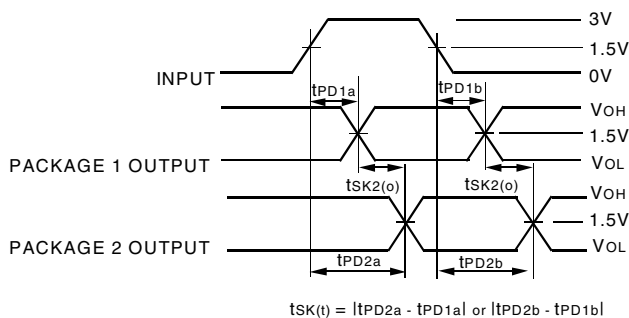 3V
1.5V
0V
INPUT
tPD1a
tPD1b
VOH
1.5V
VOL
PACKAGE 1 OUTPUT
tSK2(o)
tSK2(o)
VOH
1.5V
VOL
PACKAGE 2 OUTPUT
tPD2a
tPD2b
tSK(t) = |tPD2a - tPD1a| or |tPD2b - tPD1b|